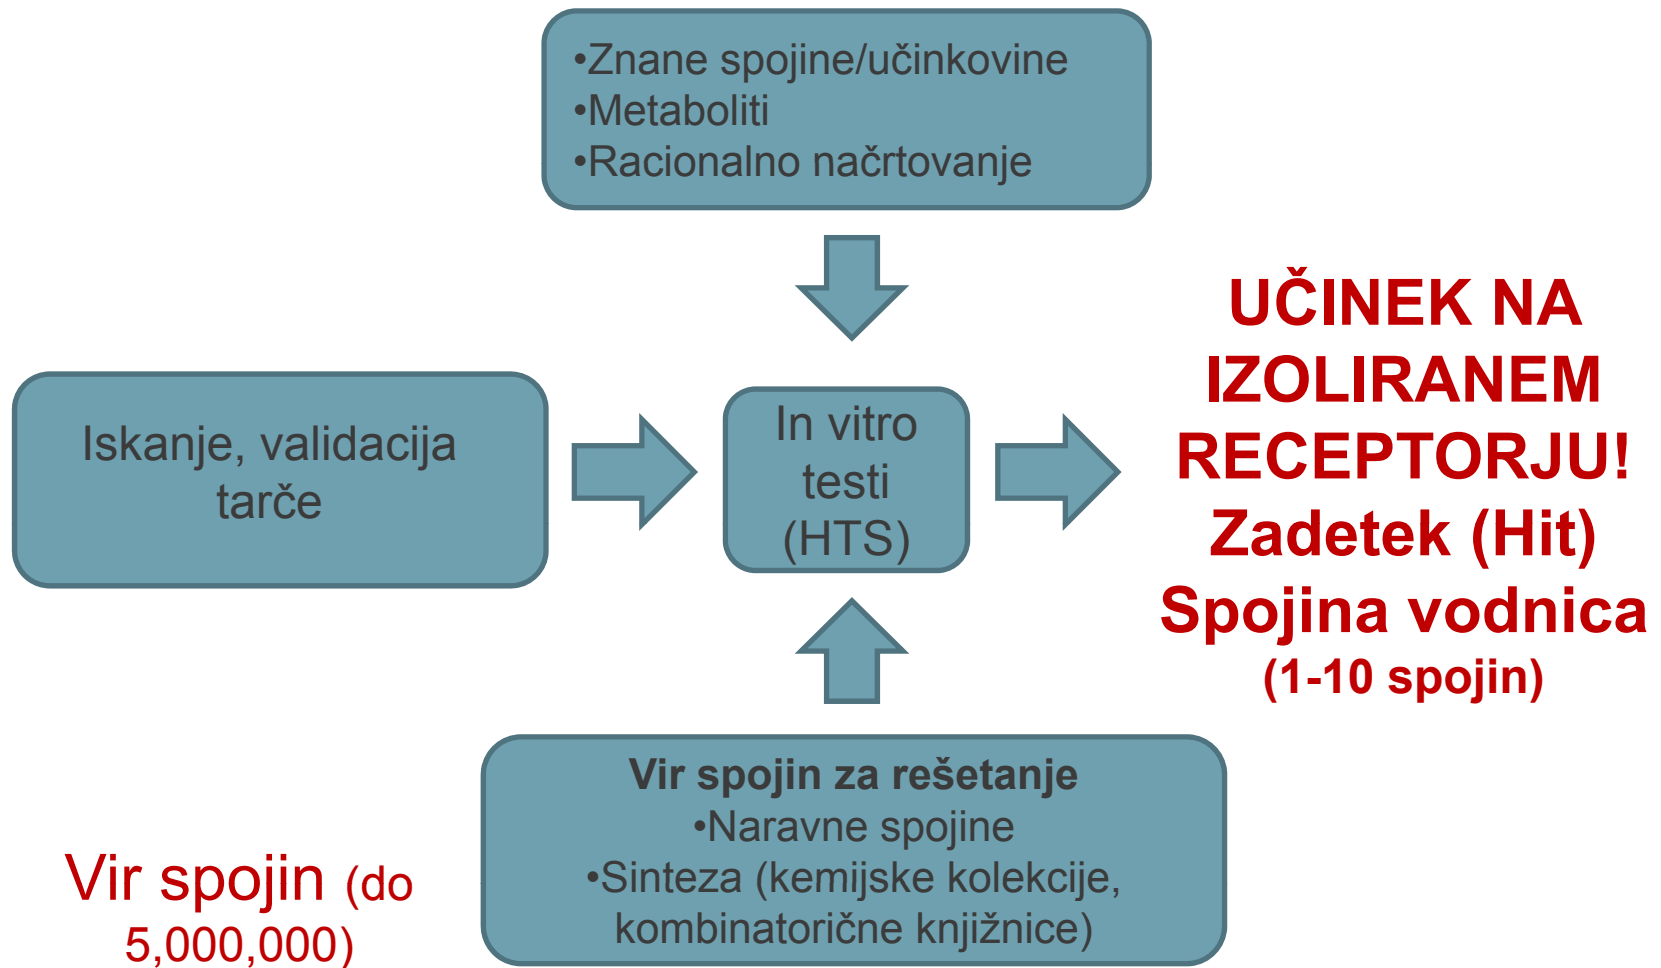 •Znane spojine/učinkovine
•Metaboliti
•Racionalno načrtovanje
Iskanje, validacija
tarče
In vitro
testi
(HTS)
UČINEK NA
IZOLIRANEM
RECEPTORJU!
Zadetek (Hit)
Spojina vodnica
(1-10 spojin)
Vir spojin za rešetanje
•Naravne spojine
•Sinteza (kemijske kolekcije,
kombinatorične knjižnice)
Vir spojin (do
5,000,000)